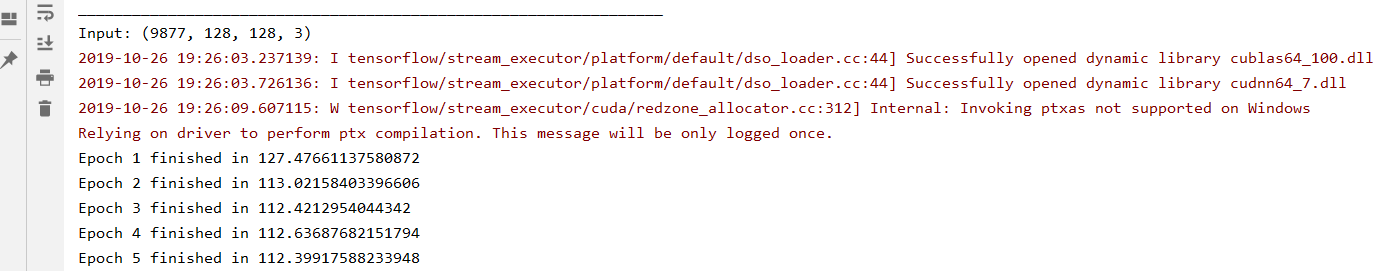 Input: (9877, 128, 128, 3)
2019-10-26 19:26:03.237139: I tensorflow/stream_executor/platform/default/dso_loader.cc:44] Successfully opened dynamic library cublas64_100.dll
2019-10-26 19:26:03.726136: I tensorflow/stream_executor/platform/default/dso_loader.cc:44] Successfully opened dynamic library cudnn64_7.dll
2019-10-26 19:26:09.607115: W tensorflow/stream_executor/cuda/redzone_allocator.cc:312] Internal: Invoking ptxas not supported on Windows
Relying on driver to perform ptx compilation. This message will be only logged once.
Epoch 1 finished in 127.47661137580872
Epoch 2 finished in 113.02158403396606
Epoch 3 finished in 112.4212954044342
Epoch 4 finished in 112.63687682151794
Epoch 5 finished in 112.39917588233948